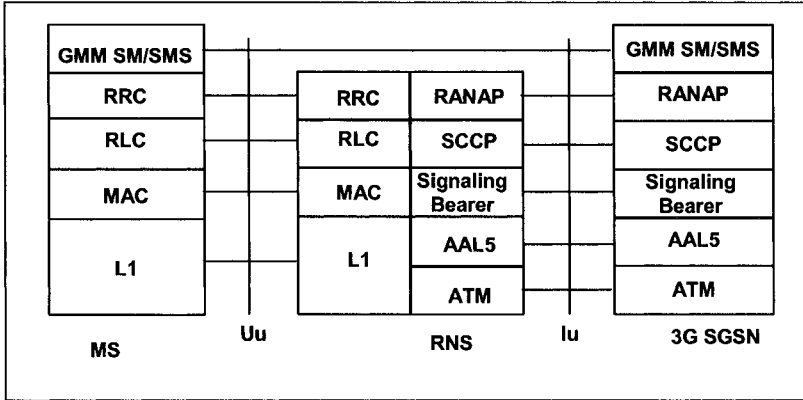 GMM SM/SMS
GMM SM/SMS
RRC
RRC
RANAP
RANAP
RLC
RLC
SCCP
SCCP
MAC
MAC
Signaling
Bearer
Signaling
Bearer
L1
L1
AAL5
AAL5
ATM
ATM
MS
Uu
RNS
Iu
3G SGSN